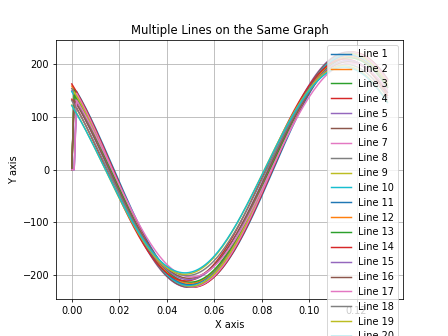 Multiple Lines on the Same Graph
Y axis
200
100
0
−100
−200
0.00
0.02
0.04
0.06
0.08
0.10
X axis
Line 1
Line 2
Line 3
Line 4
Line 5
Line 6
Line 7
Line 8
Line 9
Line 10
Line 11
Line 12
Line 13
Line 14
Line 15
Line 16
Line 17
Line 18
Line 19
Line 20